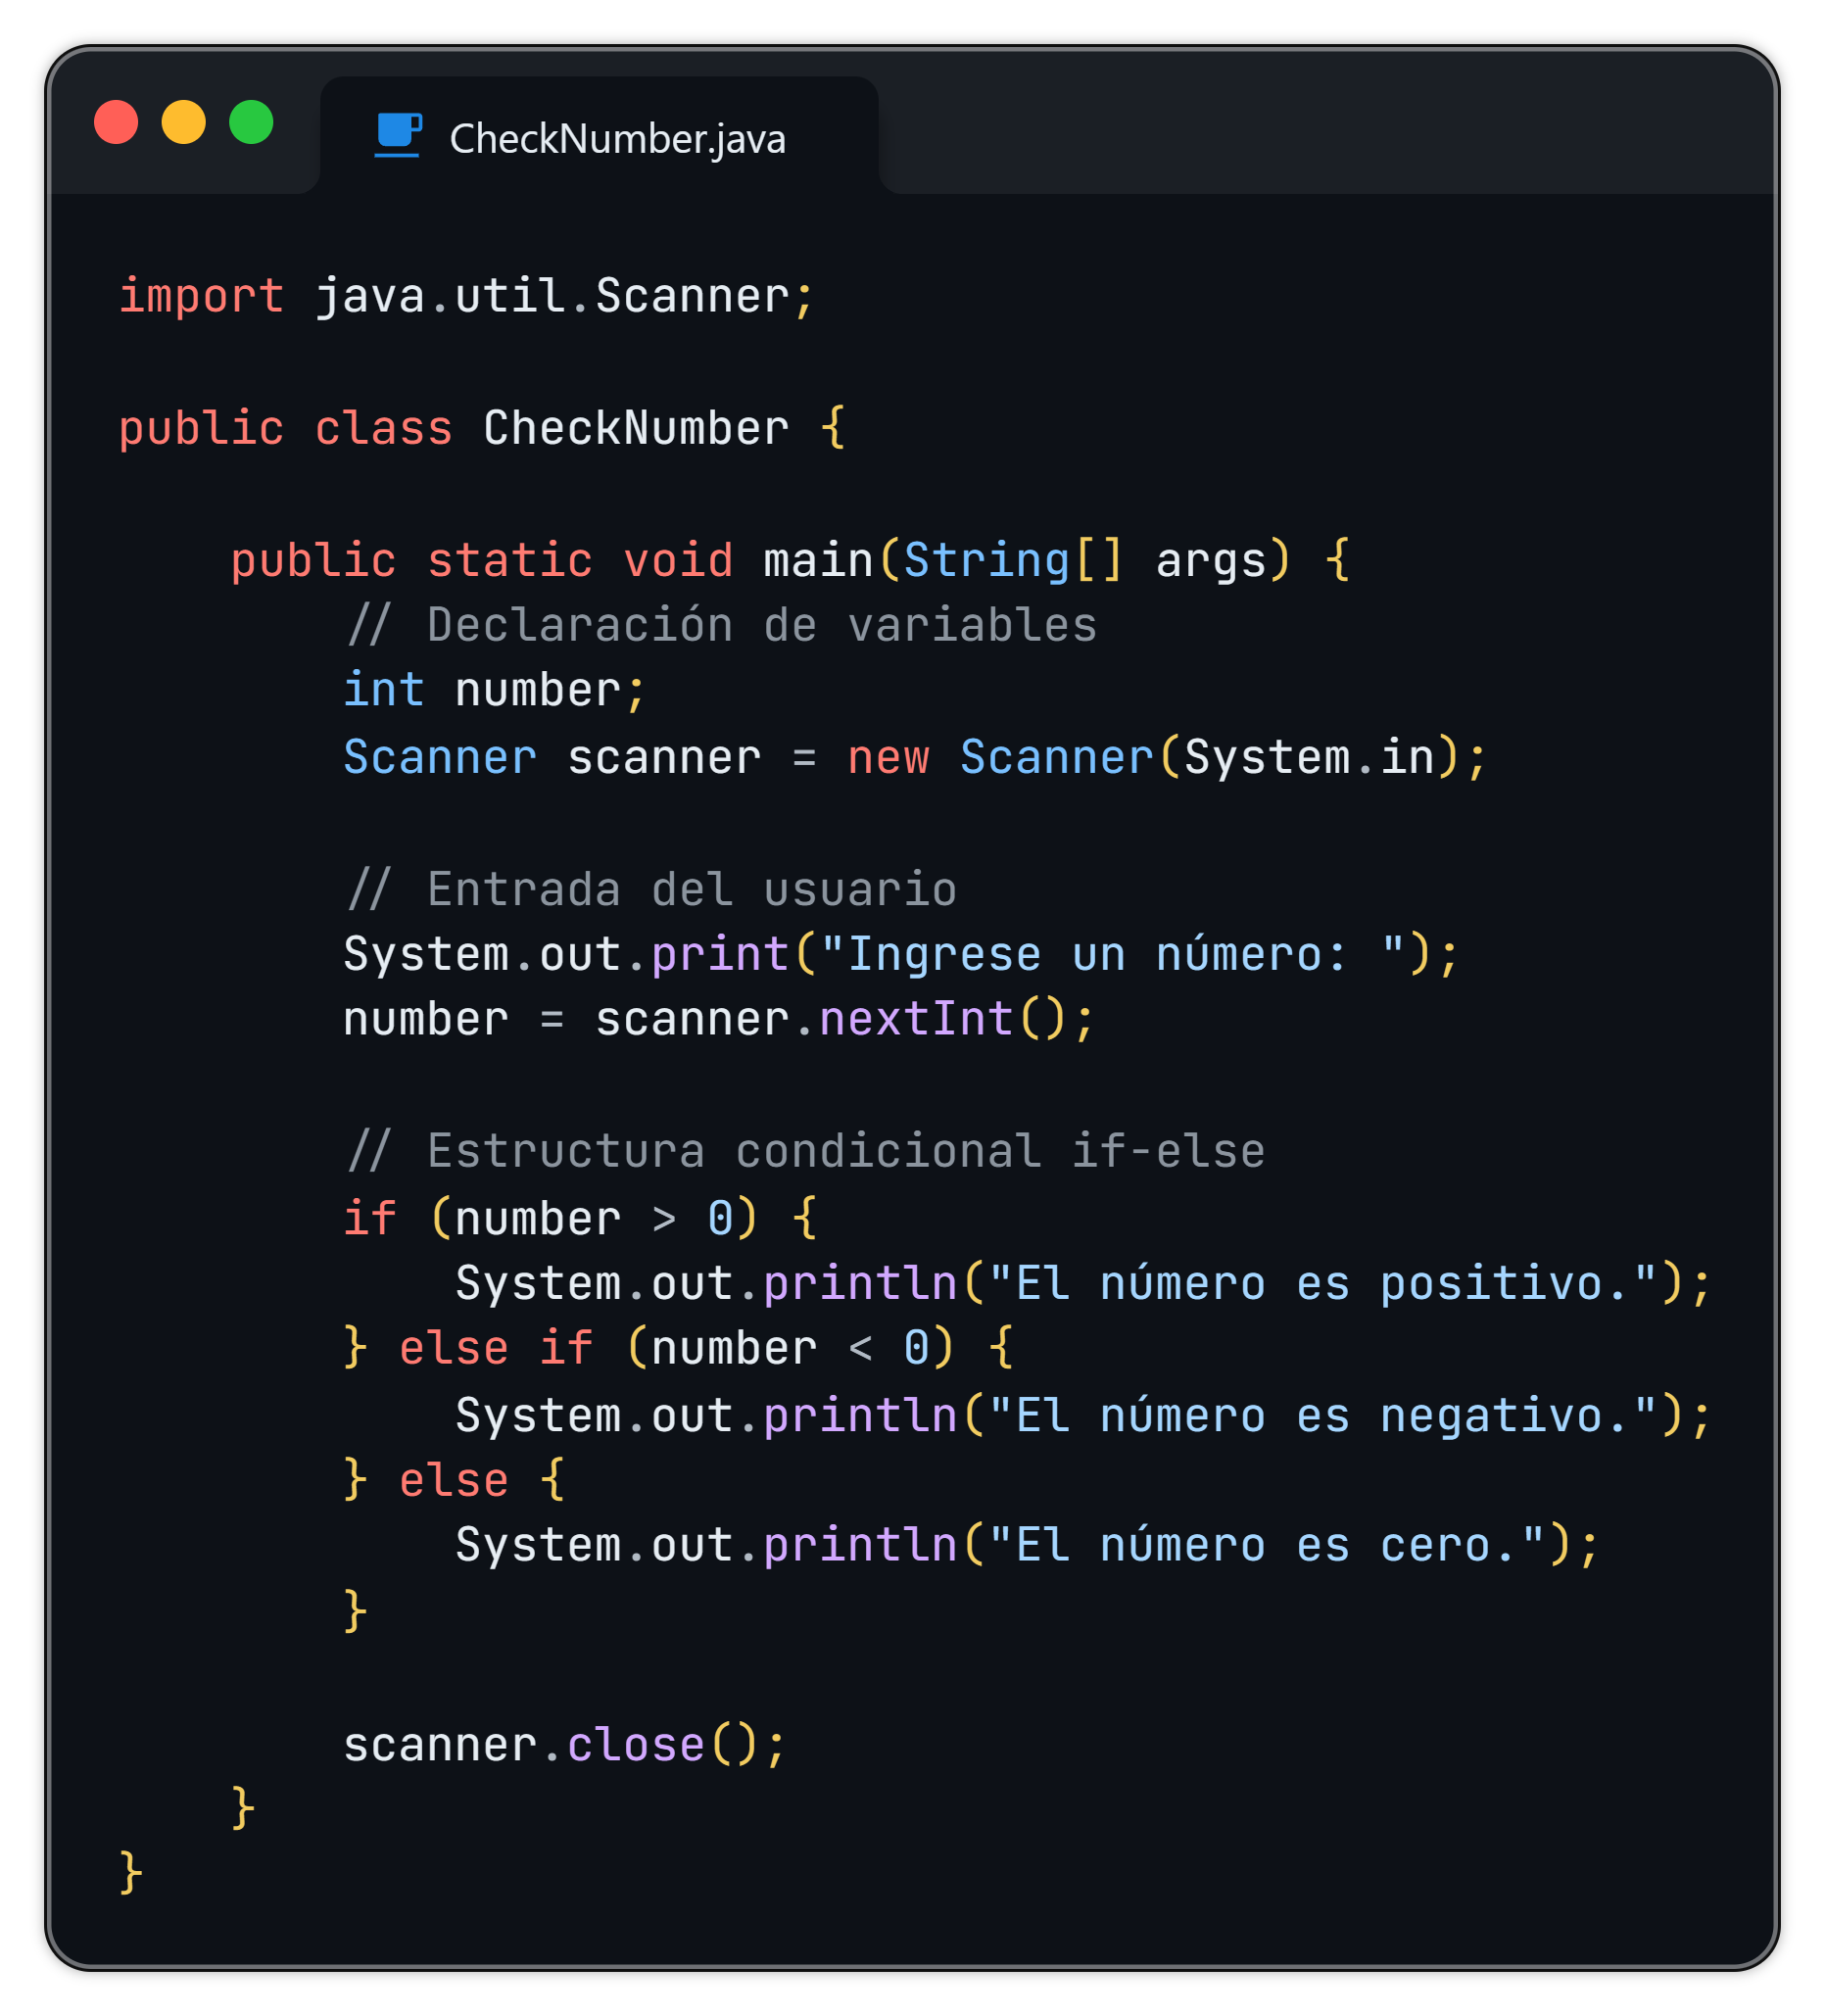 CheckNumber.java
import java.util.Scanner;
public class CheckNumber {
    public static void main(String[] args) {
        // Declaración de variables
        int number;
        Scanner scanner = new Scanner(System.in);
        // Entrada del usuario
        System.out.print("Ingrese un número: ");
        number = scanner.nextInt();
        // Estructura condicional if-else
        if (number > 0) {
            System.out.println("El número es positivo.");
        } else if (number < 0) {
            System.out.println("El número es negativo.");
        } else {
            System.out.println("El número es cero.");
        }
        scanner.close();
    }
}